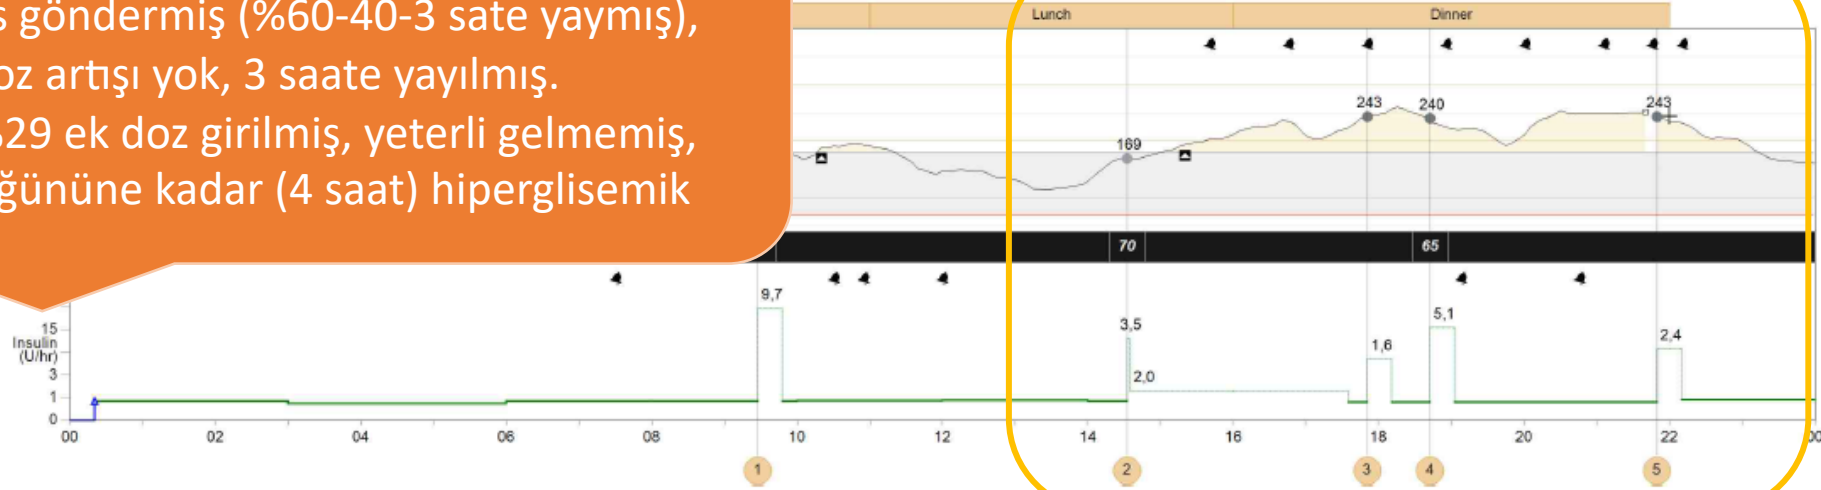 göndermiş (%60-40-3 sate yaymış),
artışı yok, 3 saate yayılmış.
ek doz girilmiş, yeterli gelmemiş,
kadar (4 saat) hiperglisemik
Lunch
Dinner
243
240
243
169
70
65
9,7
3,5
2,0
1,6
5,1
2,4
15
Insulin
(U/hr)
3
1
0
00 02 04 06 08 10 12 14 16 18 20 22
1 2 3 4 5